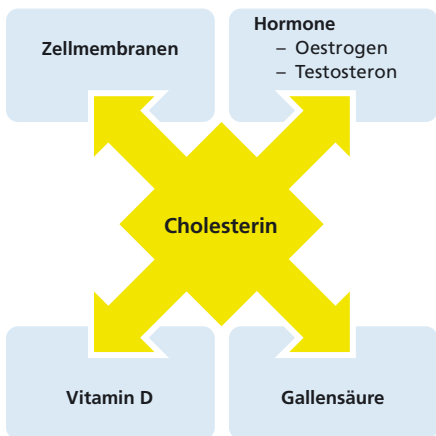 Zellmembranen
Hormone
– Oestrogen
– Testosteron
Cholesterin
Vitamin D
Gallensäure